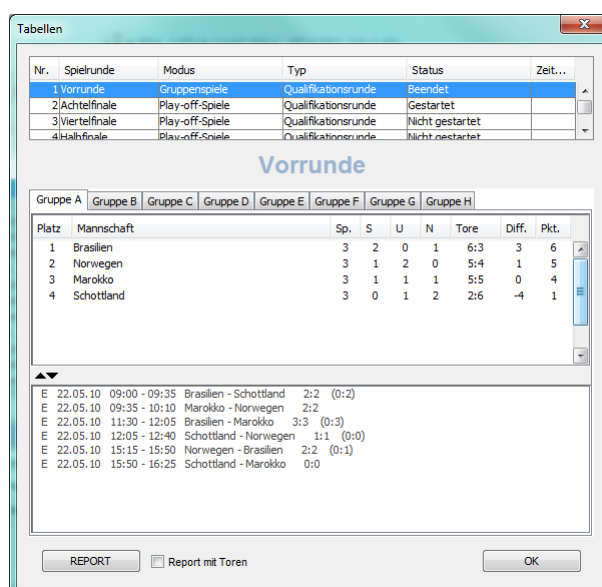 Tabellen
Nr. Spielrunde Modus Typ Status Zeit...
1 Vorrunde Gruppenspiele Qualifikationsrunde Beendet
2 Achtelfinale Play-off-Spiele Qualifikationsrunde Gestartet
3 Viertelfinale Play-off-Spiele Qualifikationsrunde Nicht gestartet
4 Halbfinale Play-off-Spiele Qualifikationsrunde Nicht gestartet
Vorrunde
Gruppe A Gruppe B Gruppe C Gruppe D Gruppe E Gruppe F Gruppe G Gruppe H
Platz Mannschaft Sp. S U N Tore Diff. Pkt.
1 Brasilien 3 2 0 1 6:3 3 6
2 Norwegen 3 1 2 0 5:4 1 5
3 Marokko 3 1 1 1 5:5 0 4
4 Schottland 3 0 1 2 2:6 -4 1
E 22.05.10 09:00 - 09:35 Brasilien - Schottland 2:2 (0:2)
E 22.05.10 09:35 - 10:10 Marokko - Norwegen 2:2
E 22.05.10 11:30 - 12:05 Brasilien - Marokko 3:3 (0:3)
E 22.05.10 12:05 - 12:40 Schottland - Norwegen 1:1 (0:0)
E 22.05.10 15:15 - 15:50 Norwegen - Brasilien 2:2 (0:1)
E 22.05.10 15:50 - 16:25 Schottland - Marokko 0:0
REPORT Report mit Toren OK